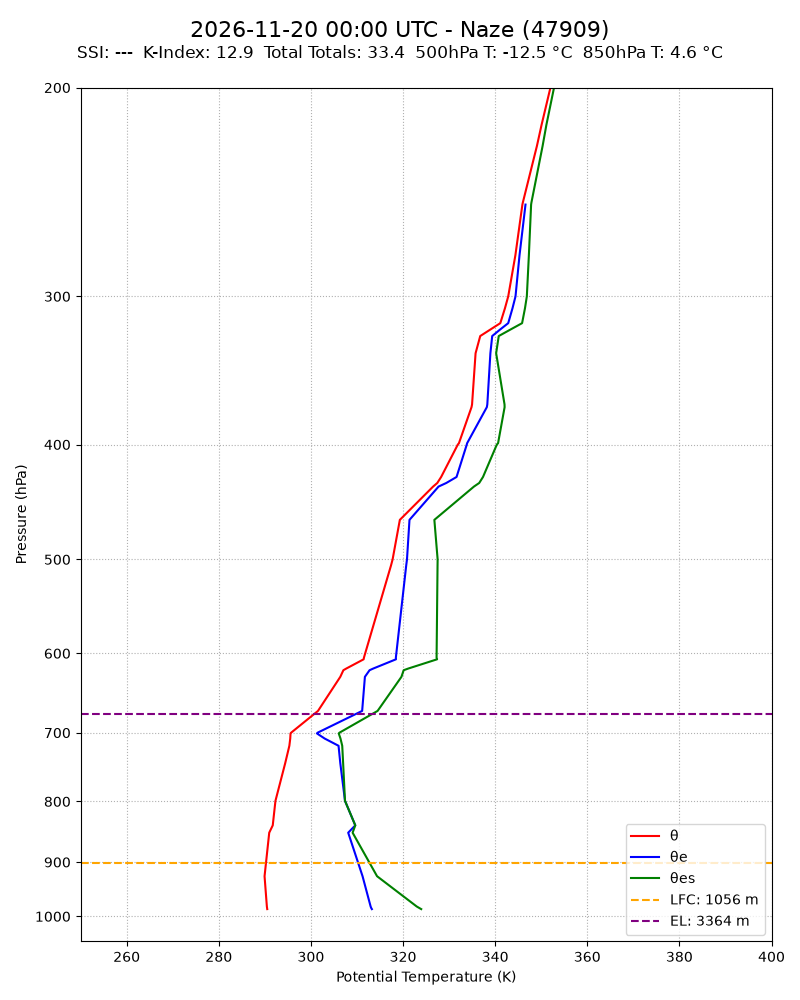 2026-11-20 00:00 UTC - Naze (47909)
SSI: --- K-Index: 12.9 Total Totals: 33.4 500hPa T: -12.5 °C 850hPa T: 4.6 °C
200
300
400
500
600
700
800
900
1000
Pressure (hPa)
θ
θe
θes
LFC: 1056 m
EL: 3364 m
260 280 300 320 340 360 380 400
Potential Temperature (K)